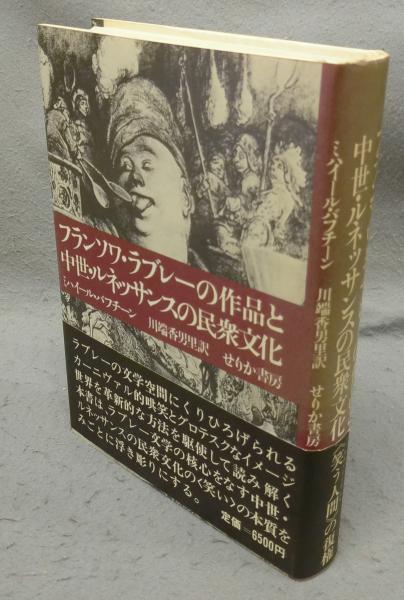 フランソワ・ラブレーの作品と
中世・ルネッサンスの民衆文化
ミハイール・バフチーン
川端香男里訳
せりか書房
ラブレーの文学空間にくりひろげられる
カーニヴァル的哄笑とグロテスクなイメージ
世界を革新的な方法を駆使して読み解く
本書は、ラブレー文学の核心をなす中世・
ルネッサンスの民衆文化の〈笑い〉の本質を
みごとに浮き彫りにする。
定価=6500円
中世・ルネッサンスの民衆文化
ミハイール・バフチーン
川端香男里訳
せりか書房
〈笑う人間〉の復権